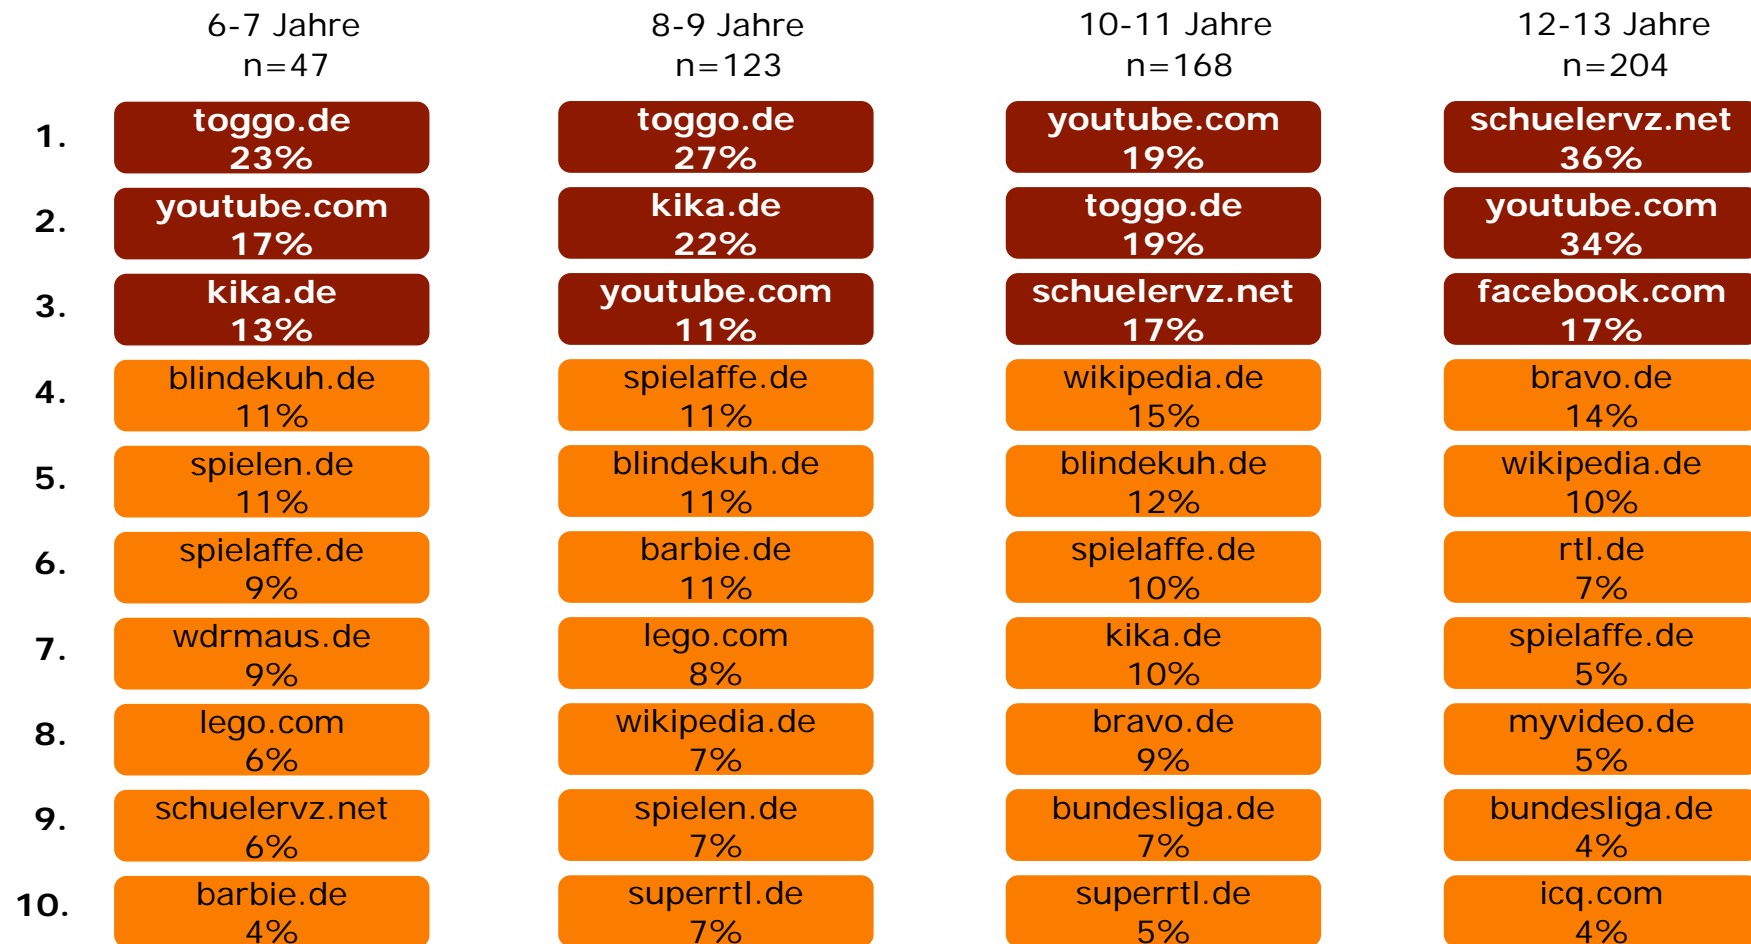 6-7 Jahre 8-9 Jahre 10-11 Jahre 12-13 Jahre
n=47 n=123 n=168 n=204
1. toggo.de toggo.de youtube.com schuelervz.net
23% 27% 19% 36%
2. youtube.com kika.de toggo.de youtube.com
17% 22% 19% 34%
3. kika.de youtube.com schuelervz.net facebook.com
13% 11% 17% 17%
4. blindekuh.de spielaffe.de wikipedia.de bravo.de
11% 11% 15% 14%
5. spielen.de blindekuh.de blindekuh.de wikipedia.de
11% 11% 12% 10%
6. spielaffe.de barbie.de spielaffe.de rtl.de
9% 11% 10% 7%
7. wdrmaus.de lego.com kika.de spielaffe.de
9% 8% 10% 5%
8. lego.com wikipedia.de bravo.de myvideo.de
6% 7% 9% 5%
9. schuelervz.net spielen.de bundesliga.de bundesliga.de
6% 7% 7% 4%
10. barbie.de superrtl.de superrtl.de icq.com
4% 7% 5% 4%